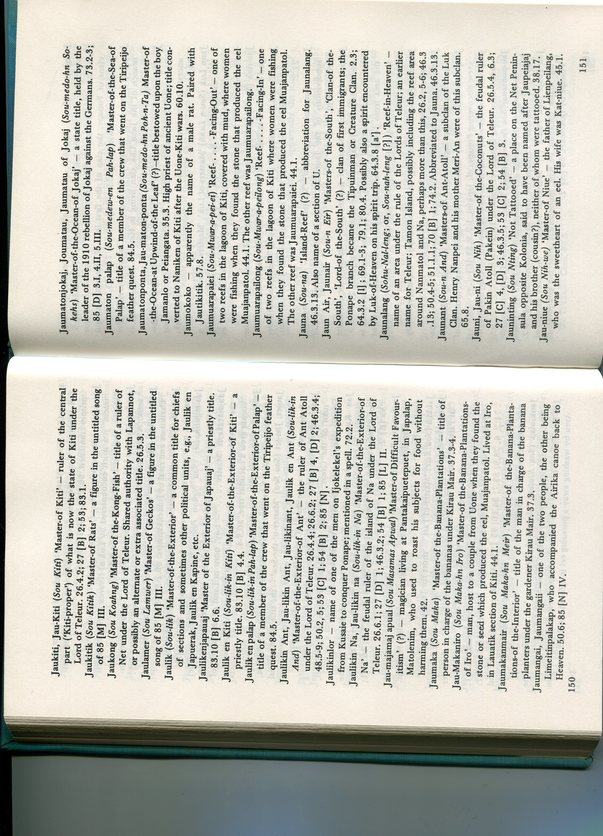 Jaukiti, Jau-Kiti (Sou Kiti) 'Master-of Kiti' – ruler of the central
part ('Kiti-proper') of what is now the state of Kiti under the
Lord of Teleur. 26.4.2; 27 [B] 2; 53; 83.1.
Jaukitik (Sou Kitik) 'Master of Rats' – a figure in the untitled song
of 85 [M] III.
Jaukong (Sou Koahng) 'Master-of the-Kong-Fish' – title of a ruler of
Net under the Lord of Teleur. Shared authority with Lapannot,
or possibly an alternate or extra associated title. 26.5.3.
Jaulamer (Sou Lamwer) 'Master-of Geckos' – a figure in the untitled
song of 85 [M] III.
Jaulik (Sou-lik) 'Master-of the-Exterior' – a common title for chiefs
of sections and sometimes other political units, e.g., Jaulik en
Japuerak, Jaulik en Kapine, etc.
Jaulikenjapauaj 'Master of the Exterior of Japauaj' – a priestly title.
83.10 [B] 6.6.
Jaulik en Kiti (Sou-lik-in Kiti) 'Master-of the-Exterior-of Kiti' – a
priestly title. 83.10 [B] 4.4.
Jaulik en palap (Sou-lik-in Pah-lap) 'Master-of the-Exterior-of Palap' –
title of a member of the crew that went on the Tiripeijo feather
quest. 84.5.
Jaulikin Ant, Jau-likin Ant, Jau-likinant, Jaulik en Ant (Sou-lik-in
And) 'Master-of the-Exterior-of Ant' – the ruler of Ant Atoll
under the Lord of Teleur. 26.4.4; 26.6.2; 27 [B] 4, [D] 2; 46.3.4;
48.5-9; 50.2, 5; 53 [C] 1; 54 [B] 2; 85 [N].
Jaulikinlor – name of one of the men on Ijokelekel's expedition
from Kusaie to conquer Ponape; mentioned in a spell. 72.2.
Jaulikin Na, Jau-likin na (Sou-lik-in Na) 'Master-of the-Exterior-of
Na' – the feudal ruler of the island of Na under the Lord of
Teleur. 26.6.1; 27 [D] 1; 46.3.2; 54 [B] 1; 85 [L] II.
Jau-majamaj apual (Sou Masamas Apwal) 'Master-of Difficult Favour-
itism' (?) – magician living at Pantakaipuetepuet, in Japalap,
Matolenim, who used to roast his subjects for food without
harming them. 42.
Jaumaka (Sou Maka) 'Master-of the-Banana-Plantations' – title of
person in charge of the bananas under Kirau Mair. 37.3-4.
Jau-Makaniro (Sou Maka-hn Iro) 'Master-of the-Banana-Plantations-
of Iro' – man, host to a couple from Uone when they found the
stone or seed which produced the eel, Muajanpatol. Lived at Iro,
in Lauatik section of Kiti. 44.1.
Jaumakanmair (Sou Maka-hn Meir) 'Master-of the-Banana-Planta-
tions-of the-Interior' – title of the man in charge of the banana
planters under the gardener Kirau Mair. 37.3.
Jaumangai, Jaumangaii – one of the two people, the other being
Limeitinpalakap, who accompanied the Airika canoe back to
Heaven. 50.6; 85 [N] IV.
150
Jaumatonjokaj, Joumatau, Jaumatau of Jokaj (Sou-medo-hn So-
kehs) 'Master-of-the-Ocean-of Jokaj' – a state title, held by the
leader of the 1910 rebellion of Jokaj against the Germans. 73.2-3;
85 [D] 3.I, 4.II, 5.III.
Jaumaton palap (Sou-medew-en Pah-lap) 'Master-of the-Sea-of
Palap' – title of a member of the crew that went on the Tiripeijo
feather quest. 84.5.
Jaumatonponta, Jau-maton-ponta (Sou-medo-hn Poh-n-Ta) Master-of
-the-Ocean-at Upwind-of the Leaf' (?) –title bestowed upon the boy
Jamanlo or Peiangata. 35.3. High priest of ancient Uone; title con-
verted to Naniken of Kiti after the Uone-Kiti wars. 60.10.
Jaumokoko – apparently the name of a male rat. Paired with
Jautikitik. 57.8.
Jaumuarapaiei (Sou-Mwar-a-pei-ei) 'Reef- . . . . -Facing-Out' – one of
two reefs in the lagoon of Kiti, covered with mud, where women
were fishing when they found the stone that produced the eel
Muajanpatol. 44.1. The other reef was Jaumuarapailong.
Jaumuarapailong (Sou-Mwar-a-peilong) 'Reef- . . . . -Facing-In' – one
of two reefs in the lagoon of Kiti where women were fishing
when they found the stone that produced the eel Muajanpatol.
The other reef was Jaumuarapaiei. 44.1.
Jauna (Sou-na) 'Island-Reef' (?) – abbreviation for Jaunalang.
46.3.13. Also name of a section of U.
Jaun Air, Jaunair (Sou-n Eir) 'Masters-of the-South', 'Clan-of the-
South', 'Lord-of the-South' (?) – clan of first immigrants; the
Ponape branch became the Tipuinman or Creature Clan. 2.3;
64.3.2 [I] ; 69.1-3; 79.1; 80.4. Possibly also a spirit encountered
by Luk-of-Heaven on his spirit trip. 64.3.8 [a'] .
Jaunalang (Sohu-Nal-leng; or, Sou-nah-leng [?]) 'Reef-in-Heaven' –
name of an area under the rule of the Lords of Teleur; an earlier
name for Teleur; Tamon Island, possibly including the reef area
around Nanmatol and Na, perhaps more than this, 26.2, 5-6; 46.3
.13; 50.4-5; 51.1.1; 70 [B] 1; 74.2. Abbreviated to Jauna. 46.3.13.
Jaunant (Sou-n And) 'Masters-of Ant-Atoll' – a subclan of the Luk
Clan. Henry Nanpei and his mother Meri-An were of this subclan.
65.8.
Jauni, Jau-ni (Sou Nih) 'Master-of the-Coconuts' – the feudal ruler
of Pakin Atoll (Pakein) under the Lord of Teleur. 26.5.4, 6.3;
27 [C] 4, [D] 3; 46.3.5; 53 [C] 2; 54 [B] 3.
Jauninting (Sou Nting) 'Not Tattooed' – a place on the Net Penin-
sula opposite Kolonia, said to have been named after Jaupeiajaj
and his brother (cousin?), neither of whom were tattooed. 38.17.
Jau-niue (Sou Nih-we) 'Master-of Niue' – the father of Lienpeilang,
who was the sweetheart of an eel. His wife was Kat-niue. 45.1.
151